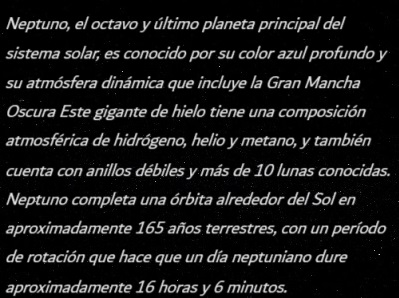 Neptuno, el octavo y último planeta principal del
sistema solar, es conocido por su color azul profundo y
su atmósfera dinámica que incluye la Gran Mancha
Oscura Este gigante de hielo tiene una composición
atmosférica de hidrógeno, helio y metano, y también
cuenta con anillos débiles y más de 10 lunas conocidas.
Neptuno completa una órbita alrededor del Sol en
aproximadamente 165 años terrestres, con un período
de rotación que hace que un día neptuniano dure
aproximadamente 16 horas y 6 minutos.